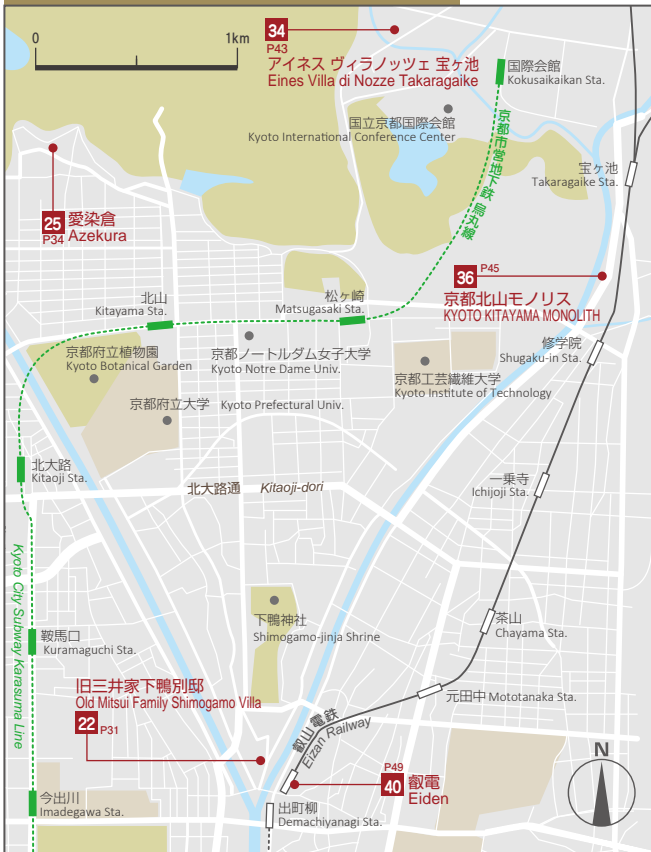 0 1km
34
P43
アイネス ヴィラノッツェ 宝ヶ池
Eines Villa di Nozze Takaragaike
国際会館
Kokusaikaikan Sta.
国立京都国際会館
Kyoto International Conference Center
京都市営地下鉄 烏丸線
宝ヶ池
Takaragaike Sta.
25
P34
愛染倉
Azekura
36
P45
京都北山モノリス
KYOTO KITAYAMA MONOLITH
北山
Kitayama Sta.
松ヶ崎
Matsugasaki Sta.
修学院
Shugaku-in Sta.
京都府立植物園
Kyoto Botanical Garden
京都ノートルダム女子大学
Kyoto Notre Dame Univ.
京都工芸繊維大学
Kyoto Institute of Technology
京都府立大学 Kyoto Prefectural Univ.
北大路
Kitaoji Sta.
北大路通 Kitaoji-dori
一乗寺
Ichijoji Sta.
Kyoto City Subway Karasuma Line
下鴨神社
Shimogamo-jinja Shrine
茶山
Chayama Sta.
鞍馬口
Kuramaguchi Sta.
旧三井家下鴨別邸
Old Mitsui Family Shimogamo Villa
22
P31
元田中 Mototanaka Sta.
叡山電鉄
Eizan Railway
P49
40
叡電
Eiden
N
今出川
Imadegawa Sta.
出町柳
Demachiyanagi Sta.